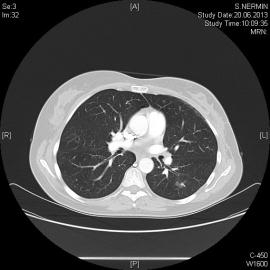 Se:3
Im:32
[A]
S.NERMIN
Study Date:20.06.2013
Study Time:10:09:35
MRN:
[R]
[L]
[P]
C-450
W1600